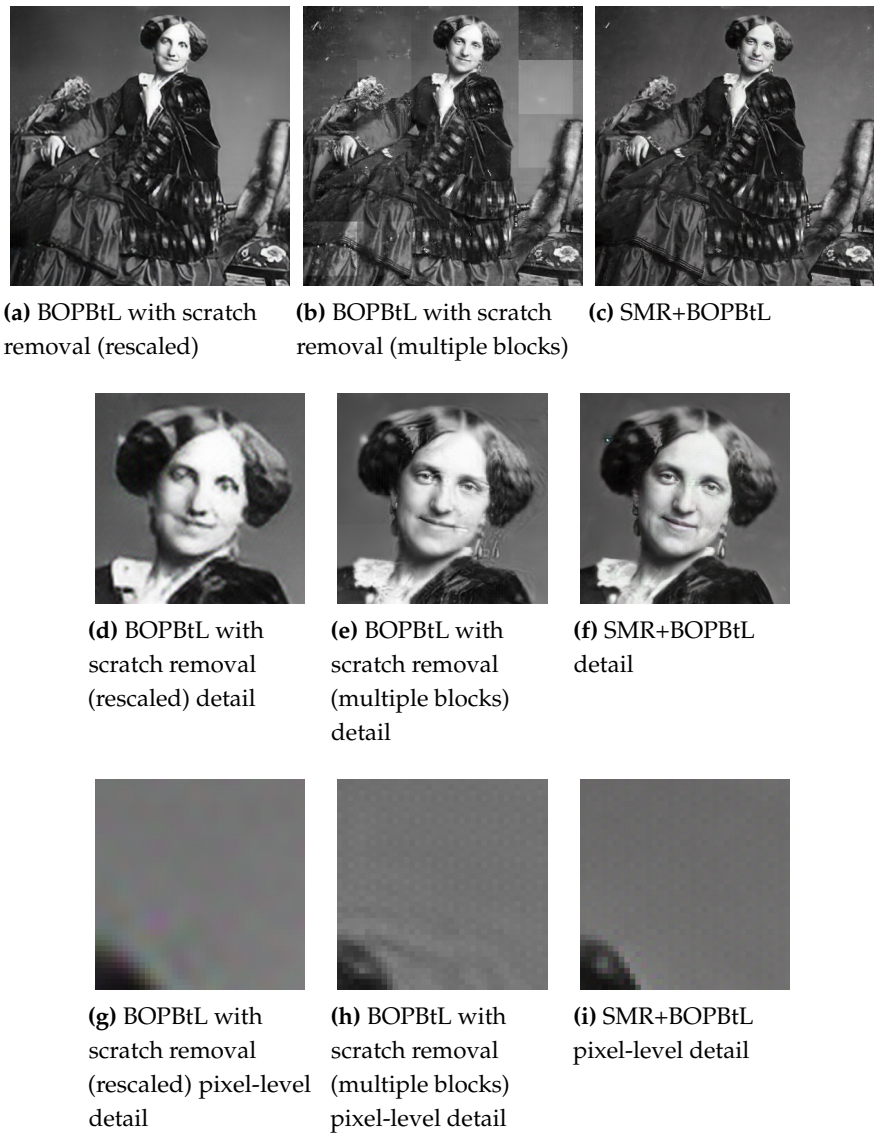 (a) BOPBtL with scratch
removal (rescaled)
(b) BOPBtL with scratch
removal (multiple blocks)
(c) SMR+BOPBtL
(d) BOPBtL with
scratch removal
(rescaled) detail
(e) BOPBtL with
scratch removal
(multiple blocks)
detail
(f) SMR+BOPBtL
detail
(g) BOPBtL with
scratch removal
(rescaled) pixel-level
detail
(h) BOPBtL with
scratch removal
(multiple blocks)
pixel-level detail
(i) SMR+BOPBtL
pixel-level detail